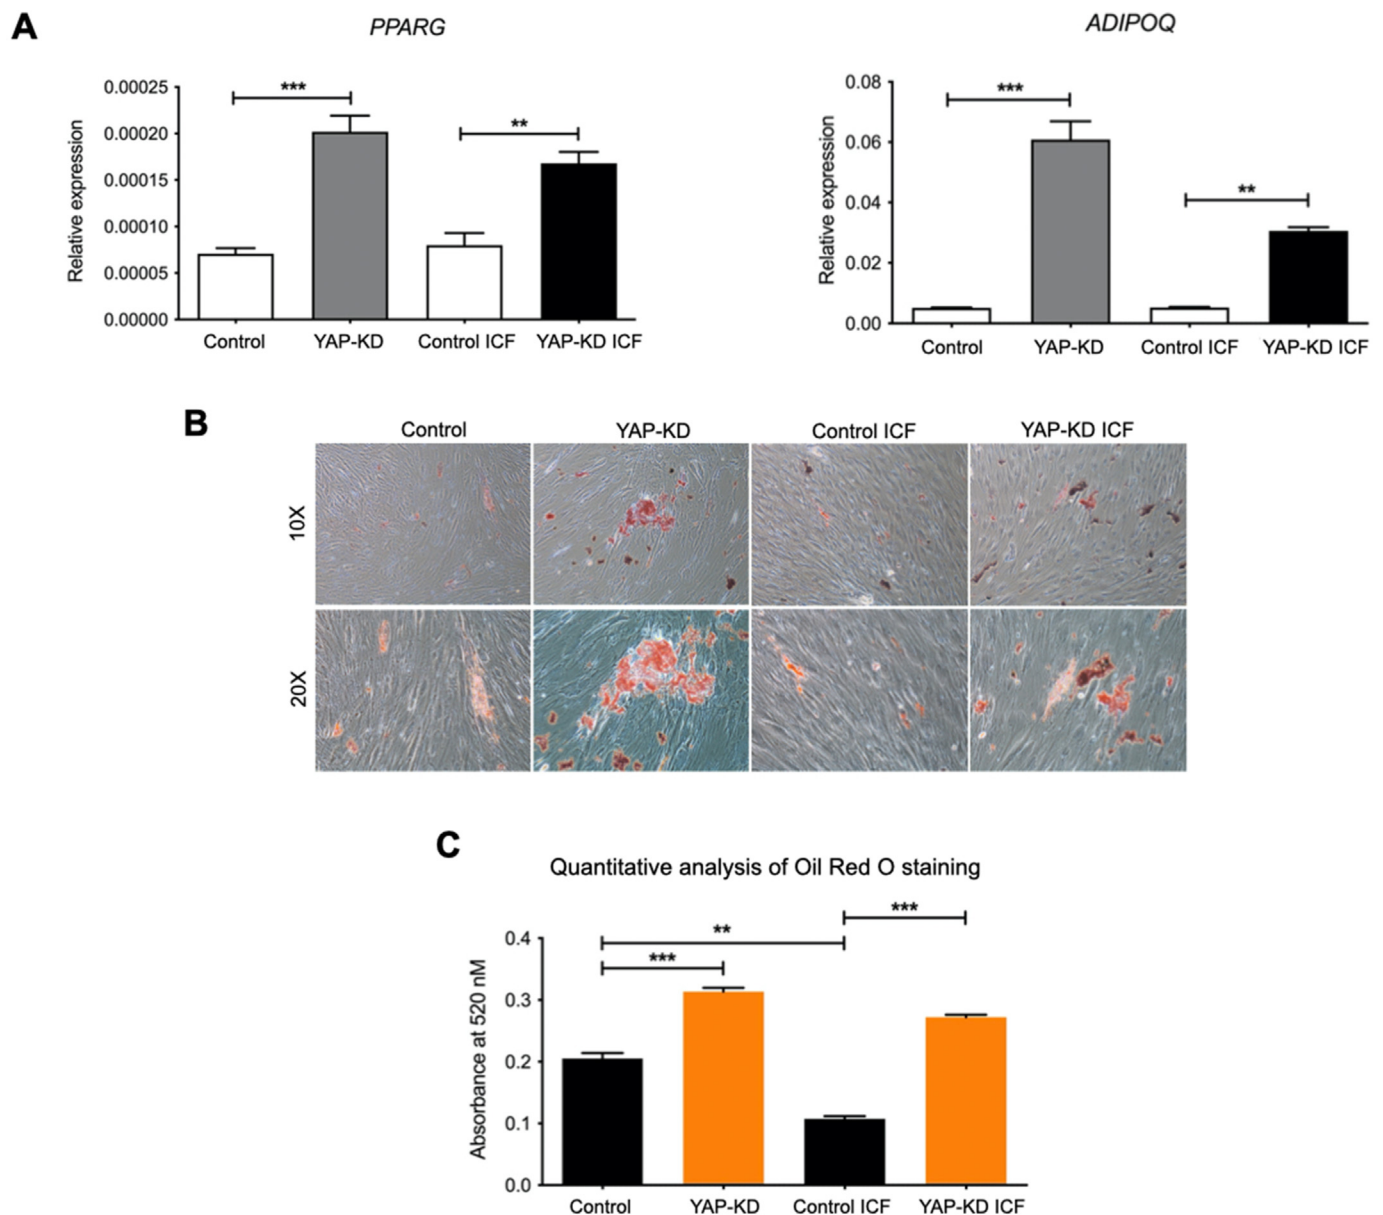 A
PPARG
ADIPOQ
Relative expression
0.00025
0.00020
0.00015
0.00010
0.00005
0.00000
***
**
Control YAP-KD Control ICF YAP-KD ICF
Relative expression
0.08
0.06
0.04
0.02
0.00
***
**
Control YAP-KD Control ICF YAP-KD ICF
B
Control YAP-KD Control ICF YAP-KD ICF
10X
20X
C
Quantitative analysis of Oil Red O staining
Absorbance at 520 nM
0.4
0.3
0.2
0.1
0.0
***
**
***
Control YAP-KD Control ICF YAP-KD ICF